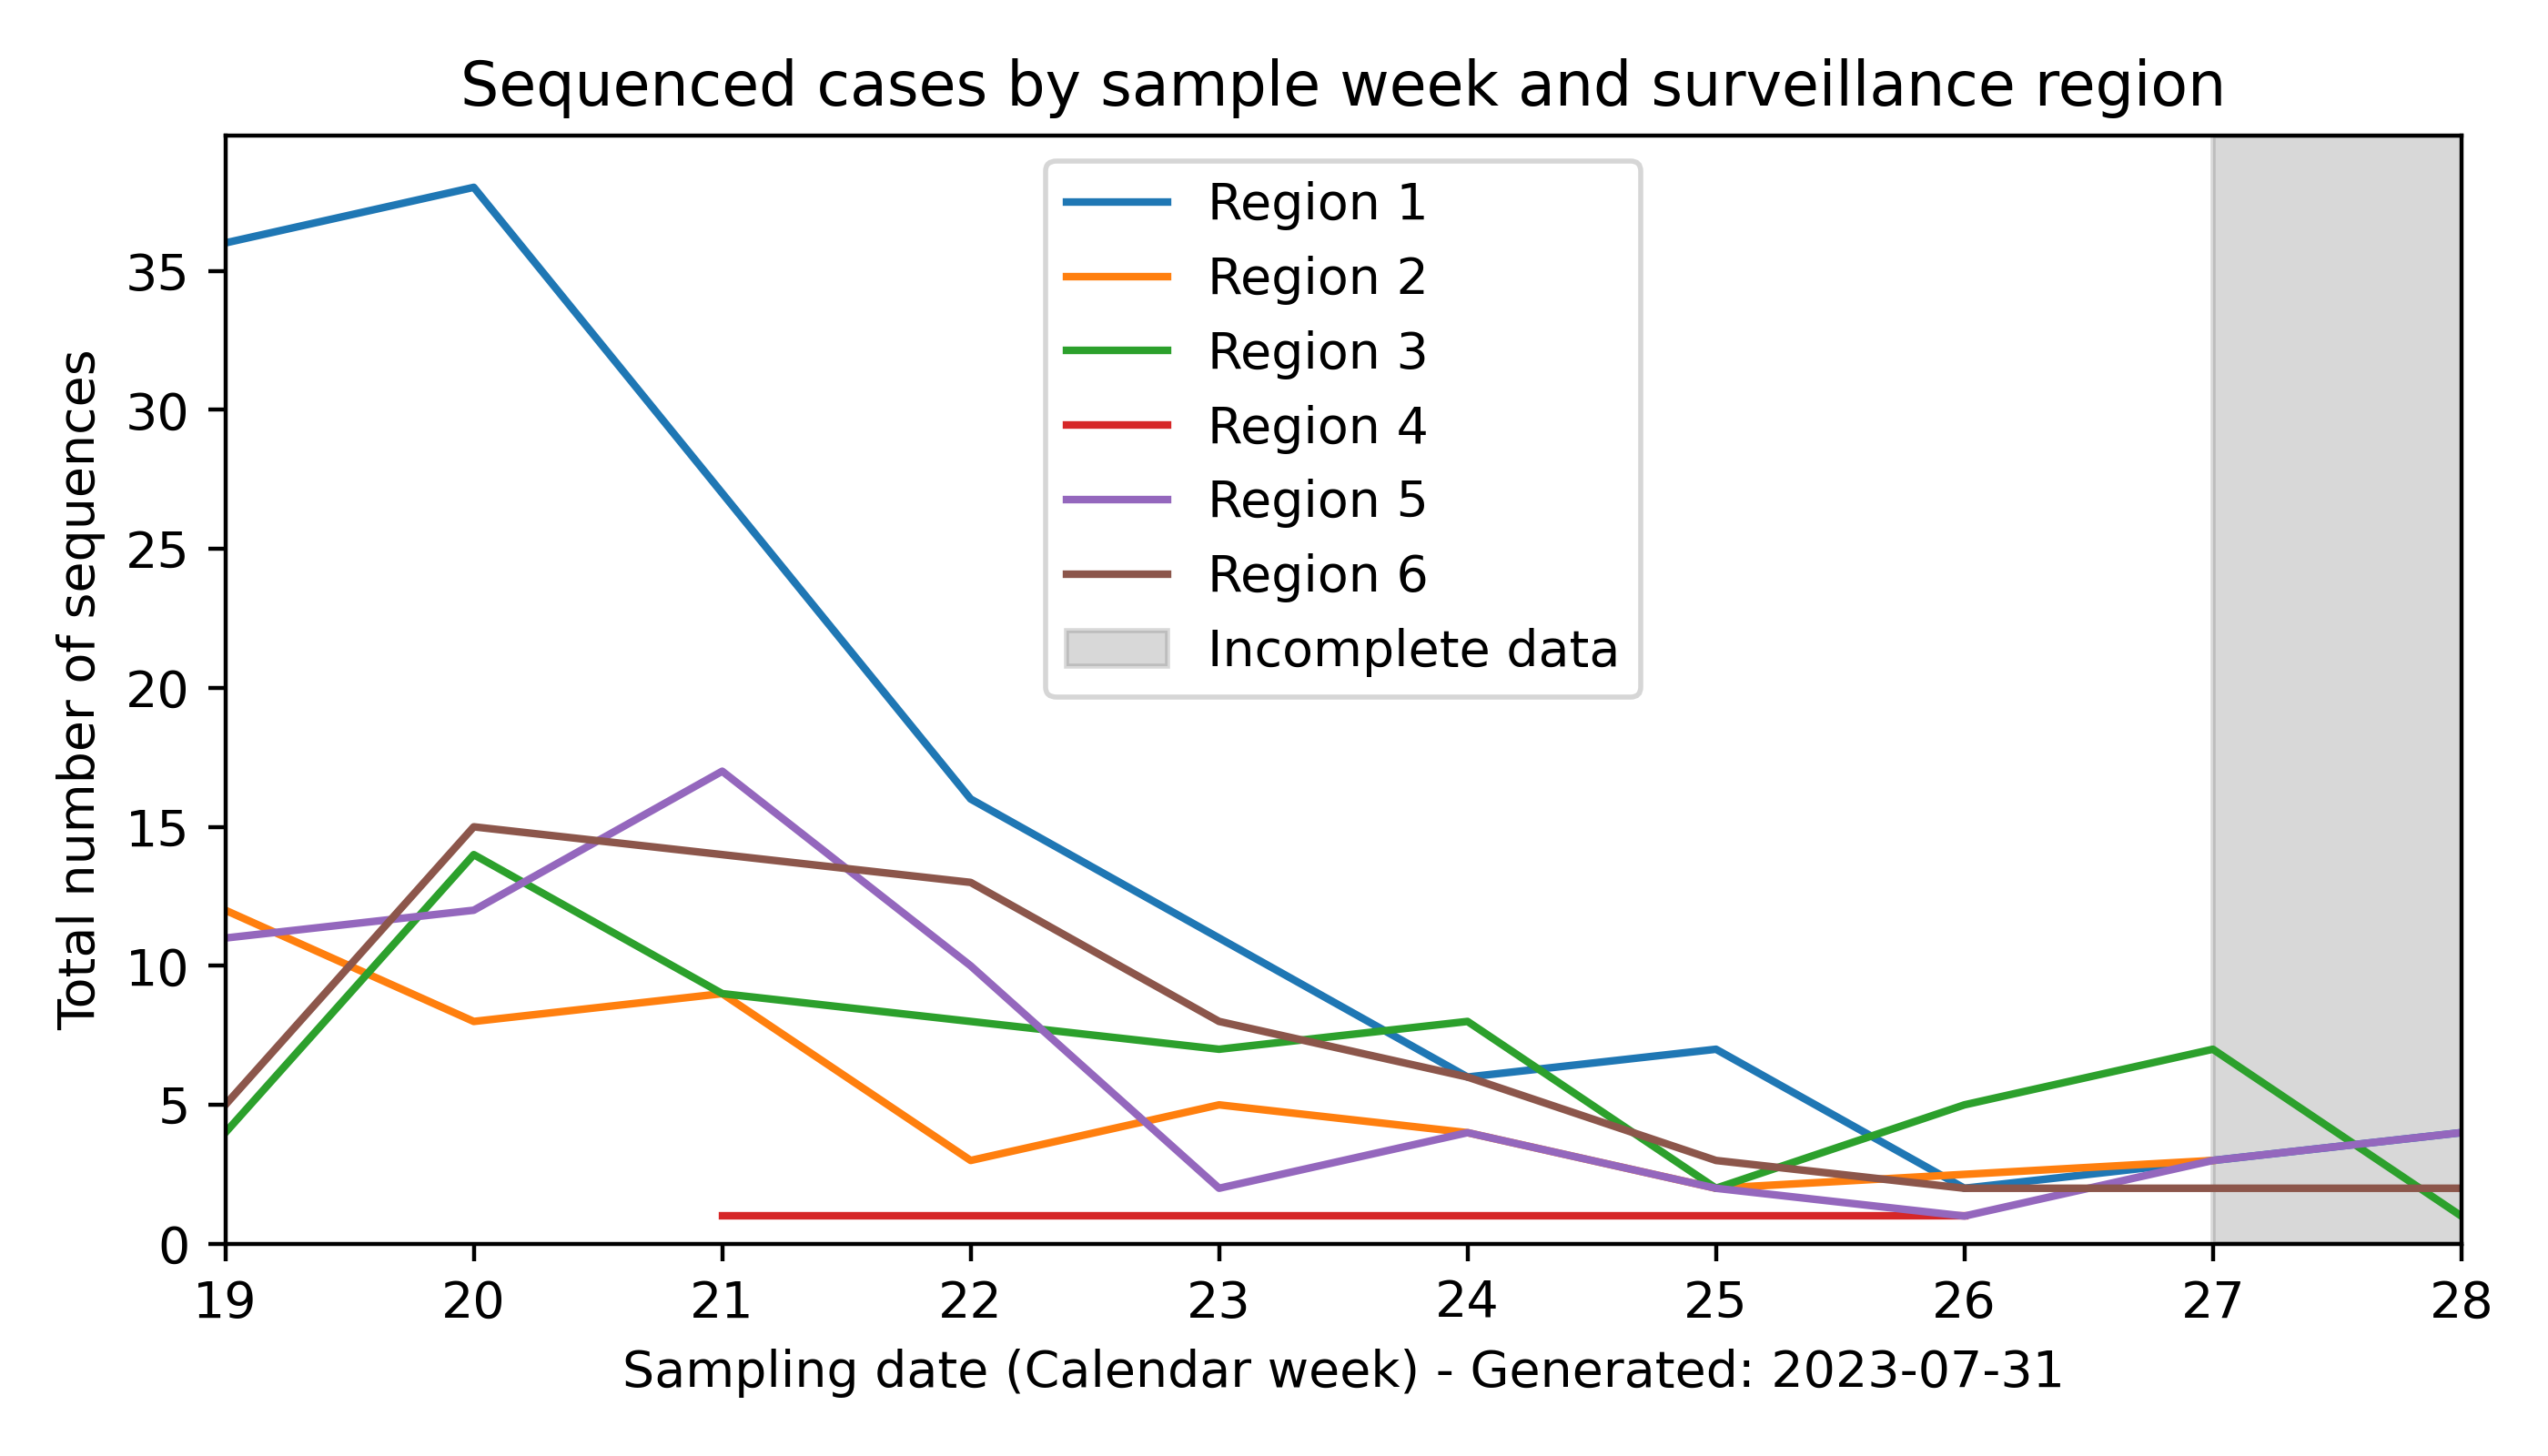 Sequenced cases by sample week and surveillance region
Region 1
Region 2
Region 3
Region 4
Region 5
Region 6
Incomplete data
Total number of sequences
35
30
25
20
15
10
5
0
19 20 21 22 23 24 25 26 27 28
Sampling date (Calendar week) - Generated: 2023-07-31